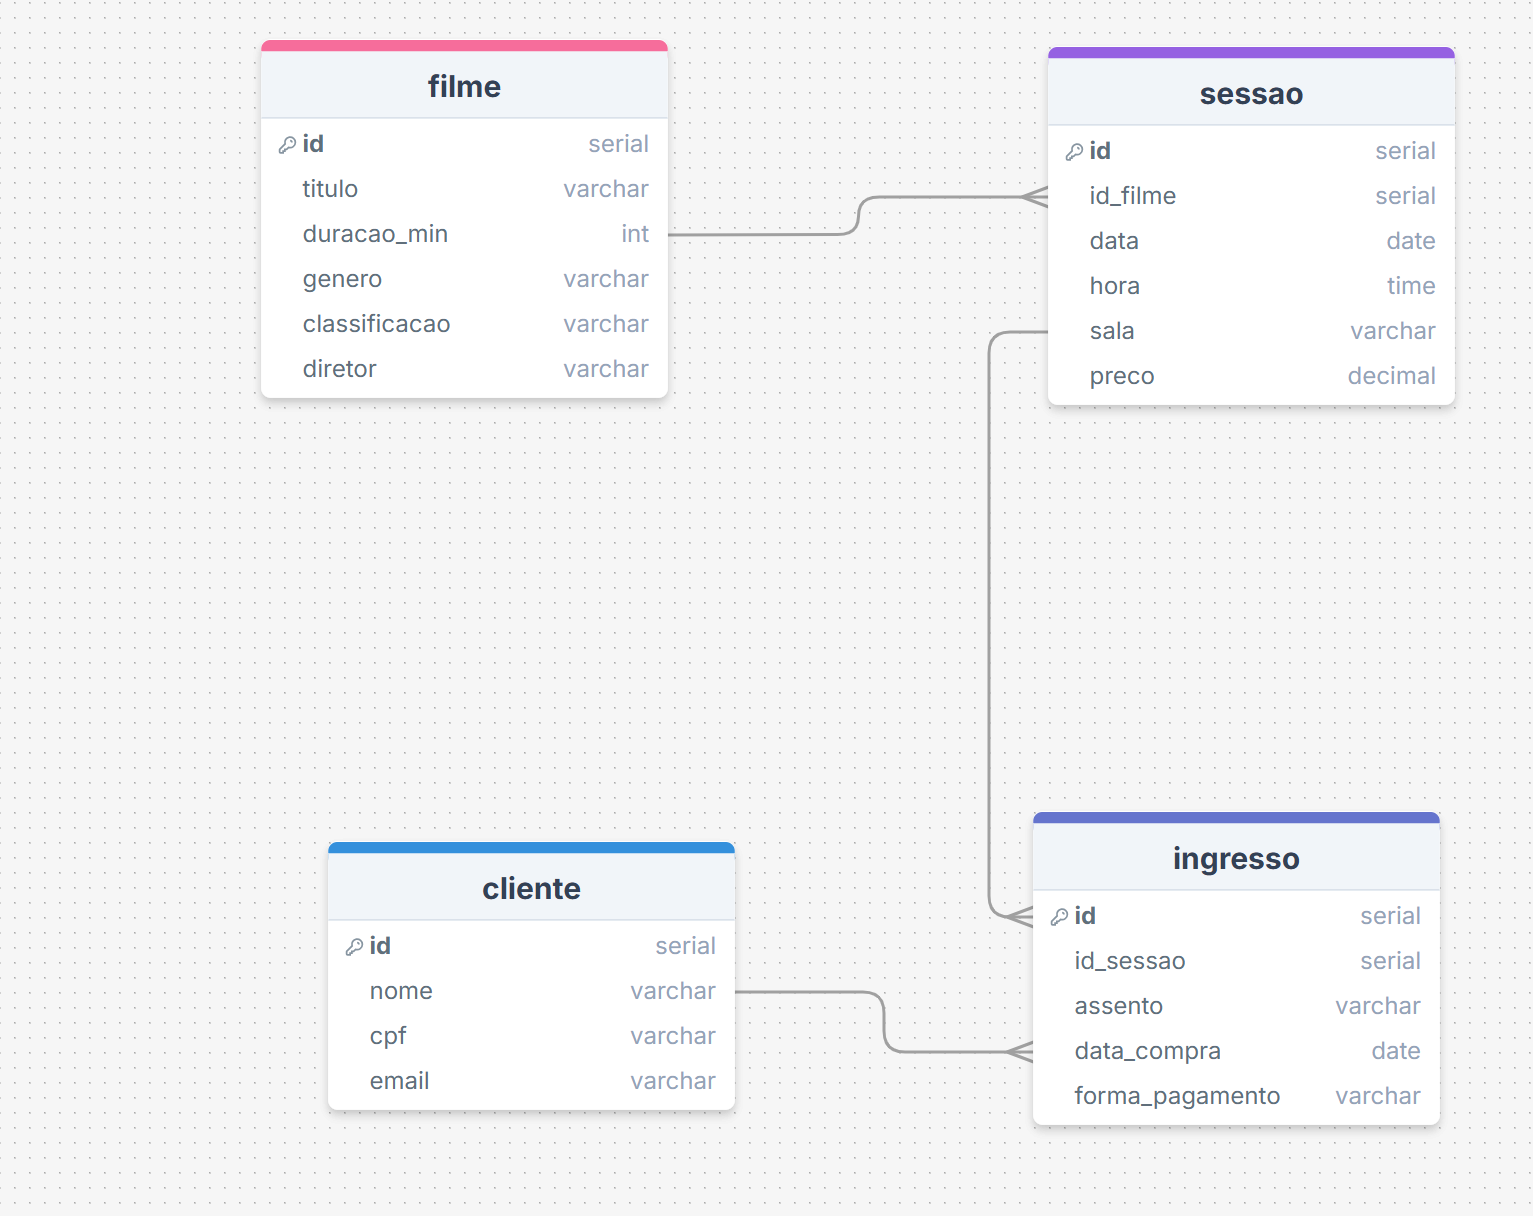 filme
id serial
titulo varchar
duracao_min int
genero varchar
classificacao varchar
diretor varchar
sessao
id serial
id_filme serial
data date
hora time
sala varchar
preco decimal
cliente
id serial
nome varchar
cpf varchar
email varchar
ingresso
id serial
id_sessao serial
assento varchar
data_compra date
forma_pagamento varchar